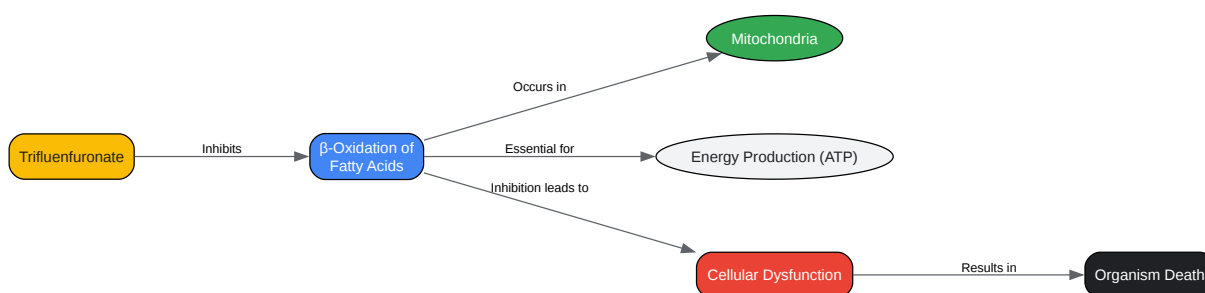 Mitochondria
Occurs in
Trifluenfuronate
Inhibits
β-Oxidation of
Fatty Acids
Essential for
Energy Production (ATP)
Inhibition leads to
Cellular Dysfunction
Results in
Organism Death